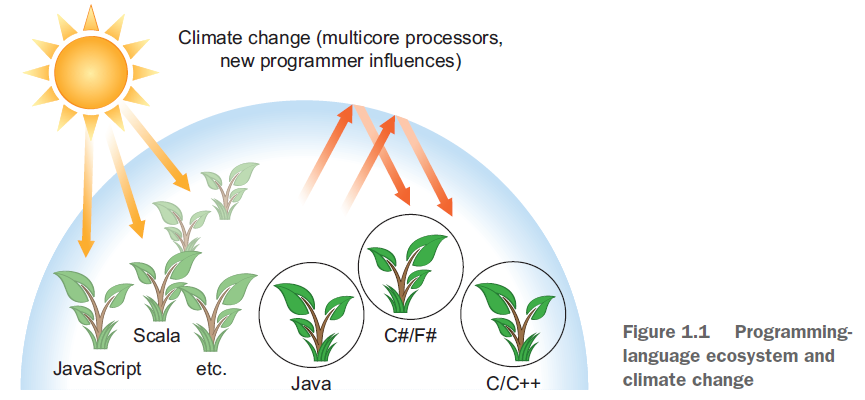 Climate change (multicore processors,
new programmer influences)
C#/F#
Scala
JavaScript
etc.
Java
C/C++
Figure 1.1 Programming-
language ecosystem and
climate change